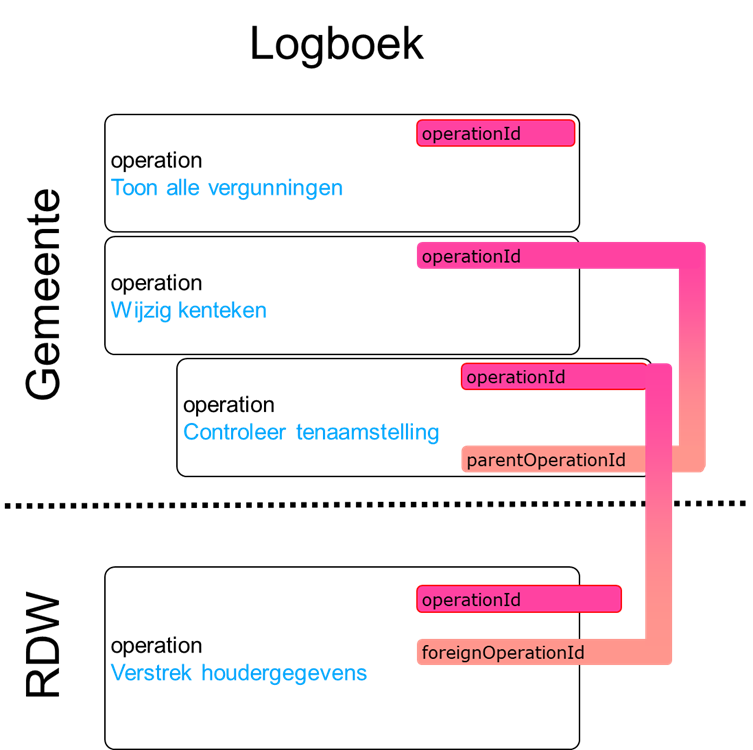 Logboek
Gemeente
operationId
operation
Toon alle vergunningen
operationId
operation
Wijzig kenteken
operationId
operation
Controleer tenaamstelling
parentOperationId
RDW
operationId
operation
foreignOperationId
Verstrek houdergegevens